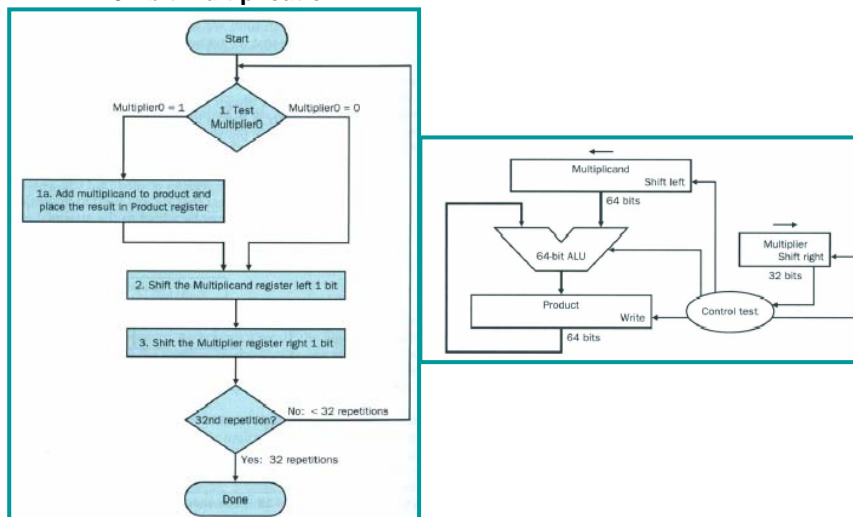 Start
Multiplier0 = 1
1. Test
Multiplier0
Multiplier0 = 0
1a. Add multiplicand to product and
place the result in Product register
2. Shift the Multiplicand register left 1 bit
3. Shift the Multiplier register right 1 bit
32nd repetition?
No: < 32 repetitions
Yes: 32 repetitions
Done
Multiplicand
Shift left
64 bits
64-bit ALU
Multiplier
Shift right
32 bits
Product
Write
Control test
64 bits